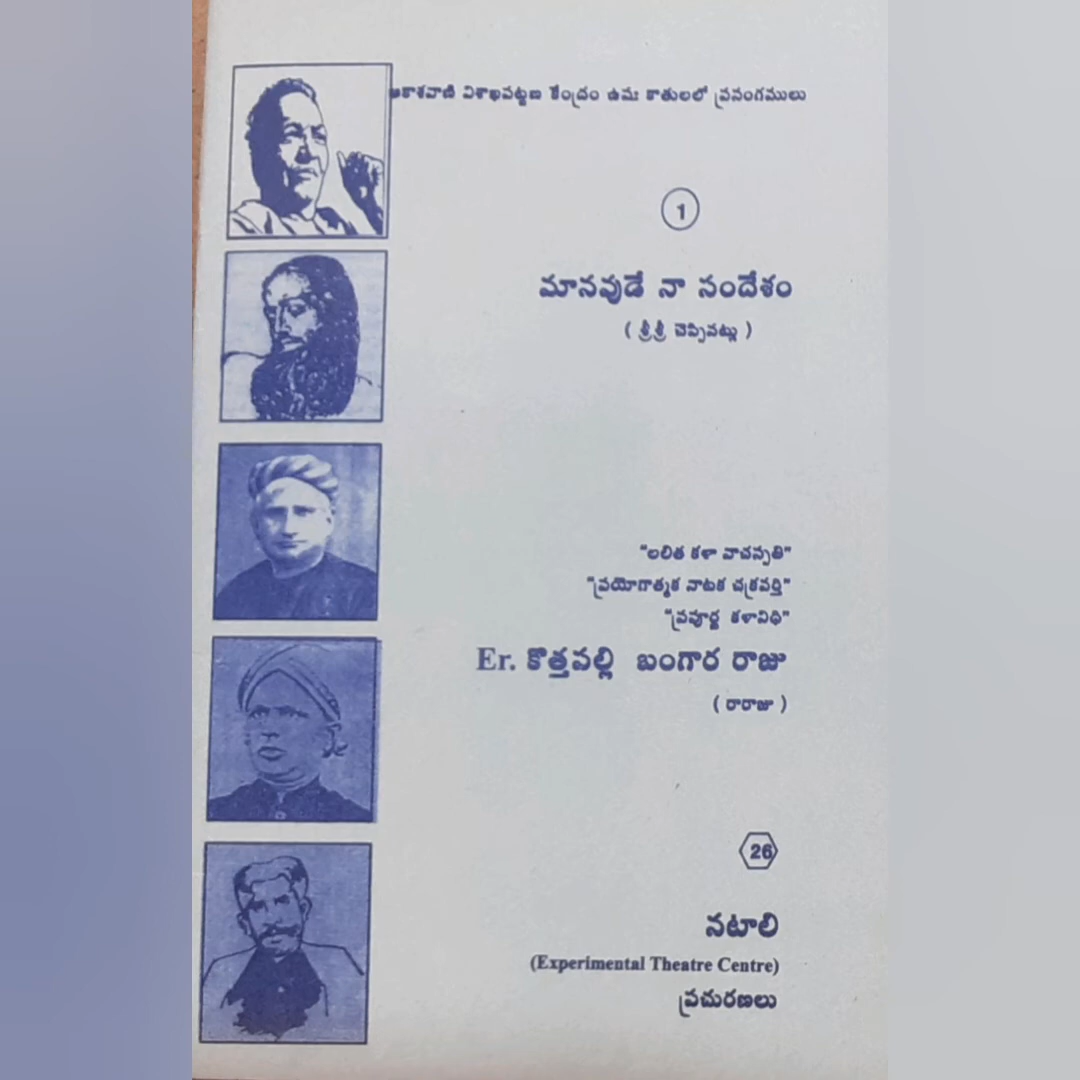 ఆకాశవాణి విశాఖపట్టణ కేంద్రం ఉషః కాతులలో ప్రసంగములు
1
మానవుడే నా సందేశం
( శ్రీశ్రీ చెప్పినట్లు )
"లలిత కళా వాచస్పతి"
"ప్రయోగాత్మక నాటక చక్రవర్తి"
"ప్రపూర్ణ కళానిధి"
Er. కొత్తపల్లి బంగార రాజు
( రారాజు )
26
నటాలి
(Experimental Theatre Centre)
ప్రచురణలు